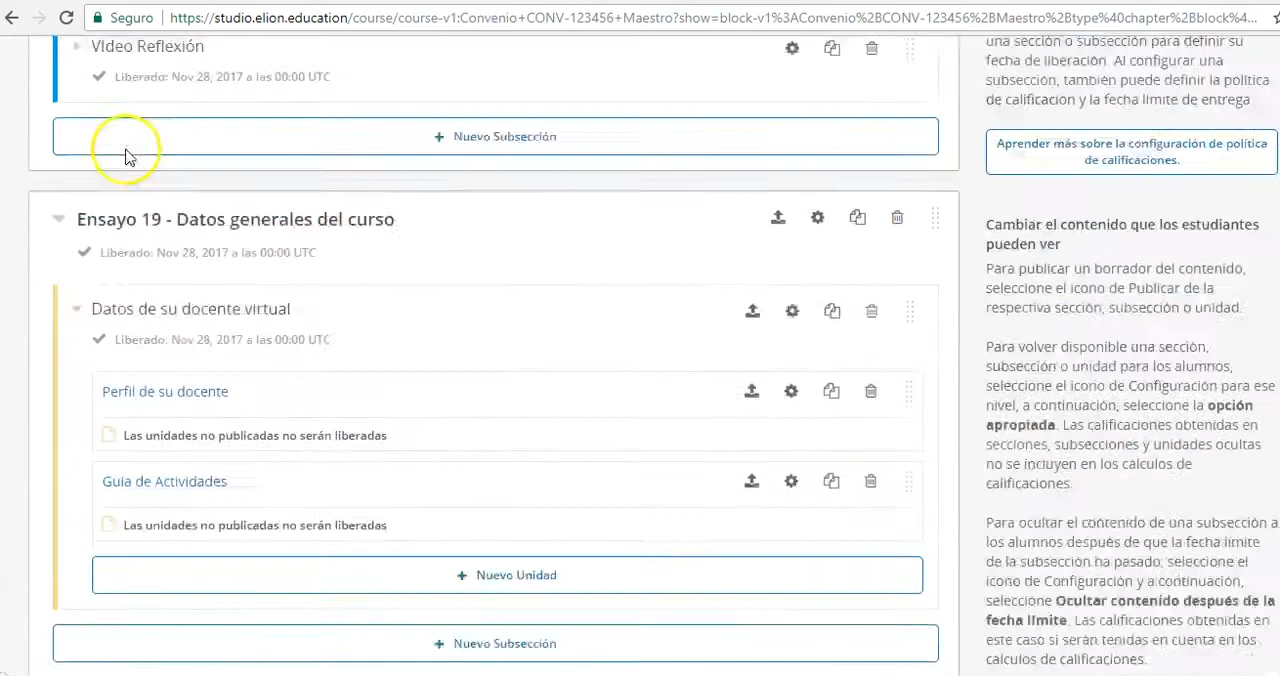 Seguro
https://studio.elion.education/course/course-v1:Convenio+CONV-123456+Maestro?show=block-v1%3AConvenio%2BCONV-123456%2BMaestro%2Btype%40chapter%2Bblock%4...
VIdeo Reflexión
Liberado: Nov 28, 2017 a las 00:00 UTC
+ Nuevo Subsección
Ensayo 19 - Datos generales del curso
Liberado: Nov 28, 2017 a las 00:00 UTC
Datos de su docente virtual
Liberado: Nov 28, 2017 a las 00:00 UTC
Perfil de su docente
Las unidades no publicadas no serán liberadas
Guia de Actividades
Las unidades no publicadas no serán liberadas
+ Nuevo Unidad
+ Nuevo Subsección
una sección o subsección para definir su
fecha de liberación. Al configurar una
subsección, también puede definir la política
de calificación y la fecha límite de entrega
Aprender más sobre la configuración de política
de calificaciones.
Cambiar el contenido que los estudiantes
pueden ver
Para publicar un borrador del contenido,
seleccione el icono de Publicar de la
respectiva sección, subsección o unidad.
Para volver disponible una sección,
subsección o unidad para los alumnos,
seleccione el icono de Configuración para ese
nivel, a continuación, seleccione la opción
apropiada. Las calificaciones obtenidas en
secciones, subsecciones y unidades ocultas
no se incluyen en los cálculos de
calificaciones.
Para ocultar el contenido de una subsección a
los alumnos después de que la fecha límite
de la subsección ha pasado, seleccione el
icono de Configuración y a continuación,
seleccione Ocultar contenido después de la
fecha límite. Las calificaciones obtenidas en
este caso si serán tenidas en cuenta en los
cálculos de calificaciones.